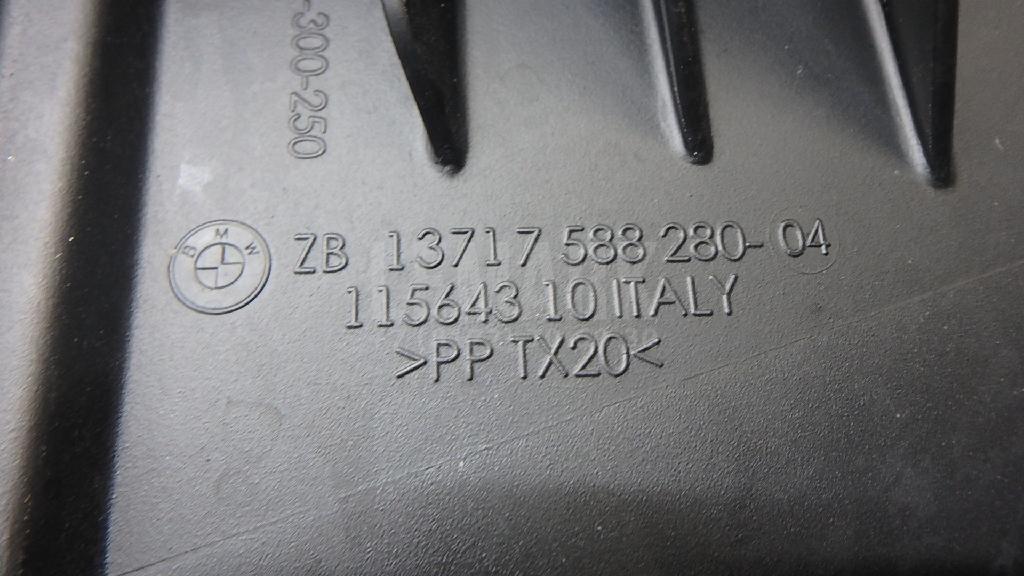 -300-250
BMW
ZB 13717 588 280-04
115643 10 ITALY
>PP TX20<